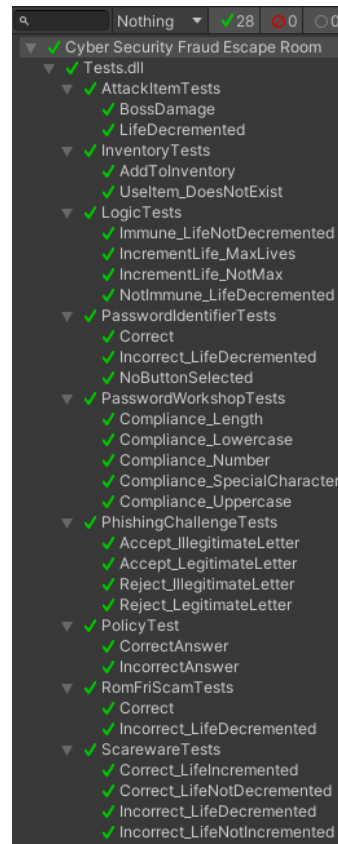 Nothing 28 0 0
Cyber Security Fraud Escape Room
Tests.dll
AttackItemTests
BossDamage
LifeDecremented
InventoryTests
AddToInventory
UseItem_DoesNotExist
LogicTests
Immune_LifeNotDecremented
IncrementLife_MaxLives
IncrementLife_NotMax
NotImmune_LifeDecremented
PasswordIdentifierTests
Correct
Incorrect_LifeDecremented
NoButtonSelected
PasswordWorkshopTests
Compliance_Length
Compliance_Lowercase
Compliance_Number
Compliance_SpecialCharacter
Compliance_Uppercase
PhishingChallengeTests
Accept_IllegitimateLetter
Accept_LegitimateLetter
Reject_IllegitimateLetter
Reject_LegitimateLetter
PolicyTest
CorrectAnswer
IncorrectAnswer
RomFriScamTests
Correct
Incorrect_LifeDecremented
ScarewareTests
Correct_LifeIncremented
Correct_LifeNotDecremented
Incorrect_LifeDecremented
Incorrect_LifeNotIncremented